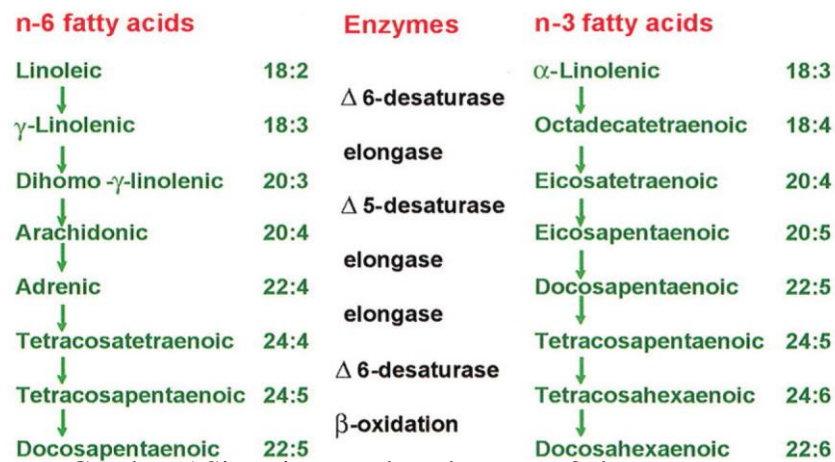 n-6 fatty acids Enzymes n-3 fatty acids
Linoleic 18:2 α-Linolenic 18:3
Δ 6-desaturase
γ-Linolenic 18:3 Octadecatetraenoic 18:4
elongase
Dihomo -γ-linolenic 20:3 Eicosatetraenoic 20:4
Δ 5-desaturase
Arachidonic 20:4 Eicosapentaenoic 20:5
elongase
Adrenic 22:4 Docosapentaenoic 22:5
elongase
Tetracosatetraenoic 24:4 Tetracosapentaenoic 24:5
Δ 6-desaturase
Tetracosapentaenoic 24:5 Tetracosahexaenoic 24:6
β-oxidation
Docosapentaenoic 22:5 Docosahexaenoic 22:6